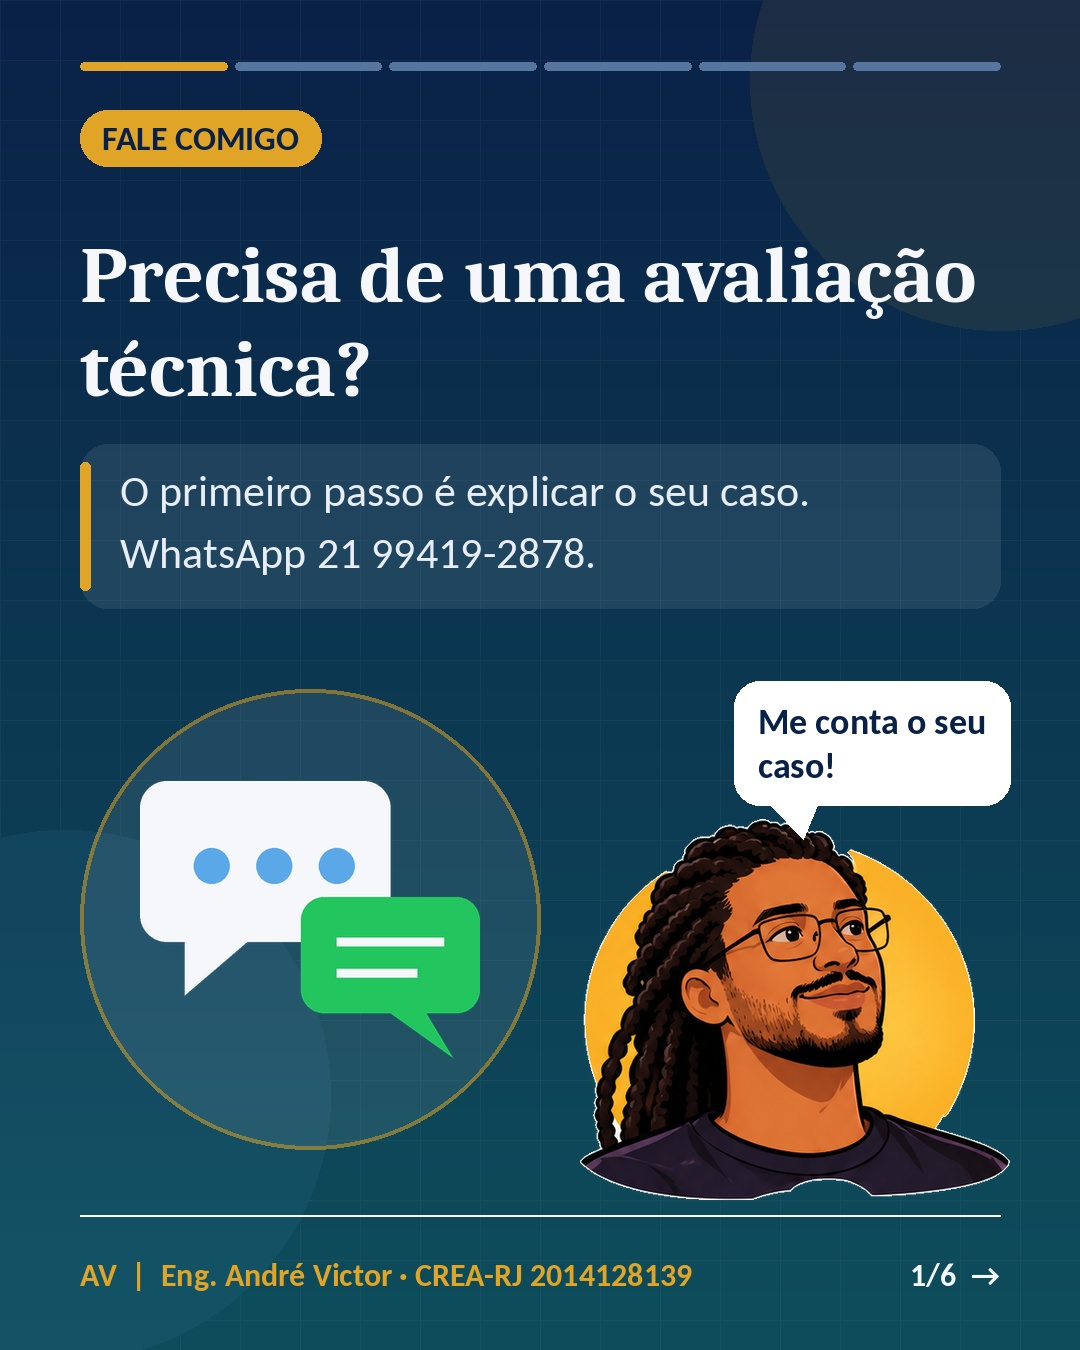 FALE COMIGO
Precisa de uma avaliação
técnica?
O primeiro passo é explicar o seu caso.
WhatsApp 21 99419-2878.
Me conta o seu
caso!
AV | Eng. André Victor · CREA-RJ 2014128139
1/6 →